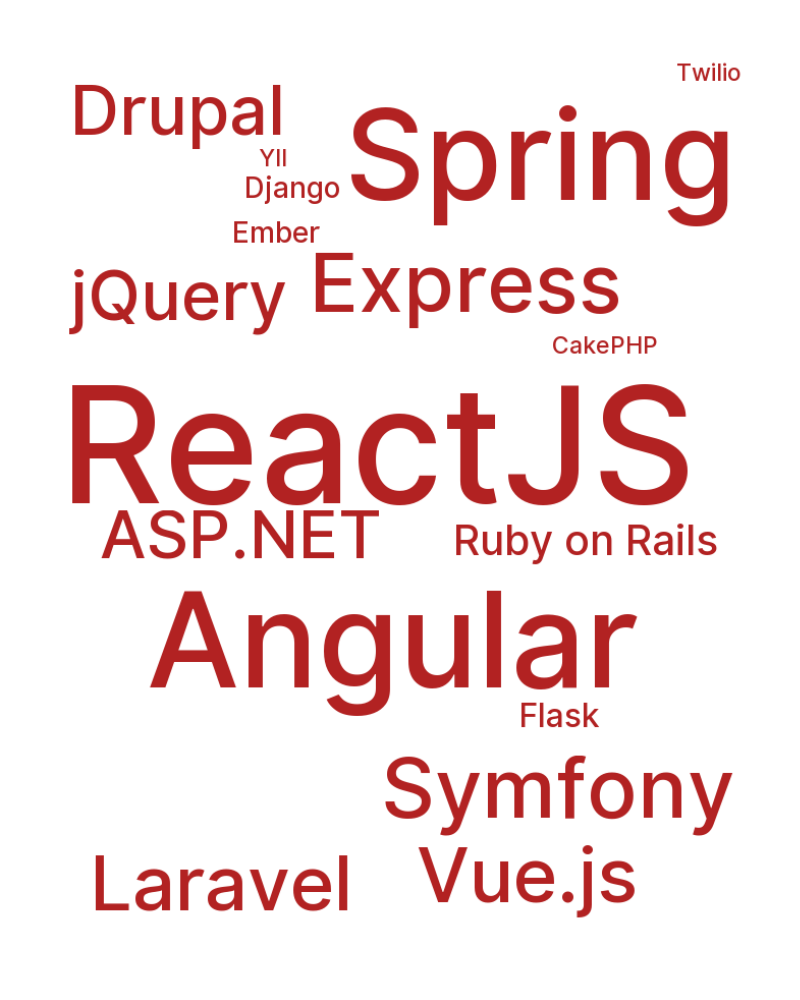 Twilio
Drupal
Spring
YII
Django
Ember
jQuery
Express
CakePHP
ReactJS
ASP.NET
Ruby on Rails
Angular
Flask
Symfony
Vue.js
Laravel